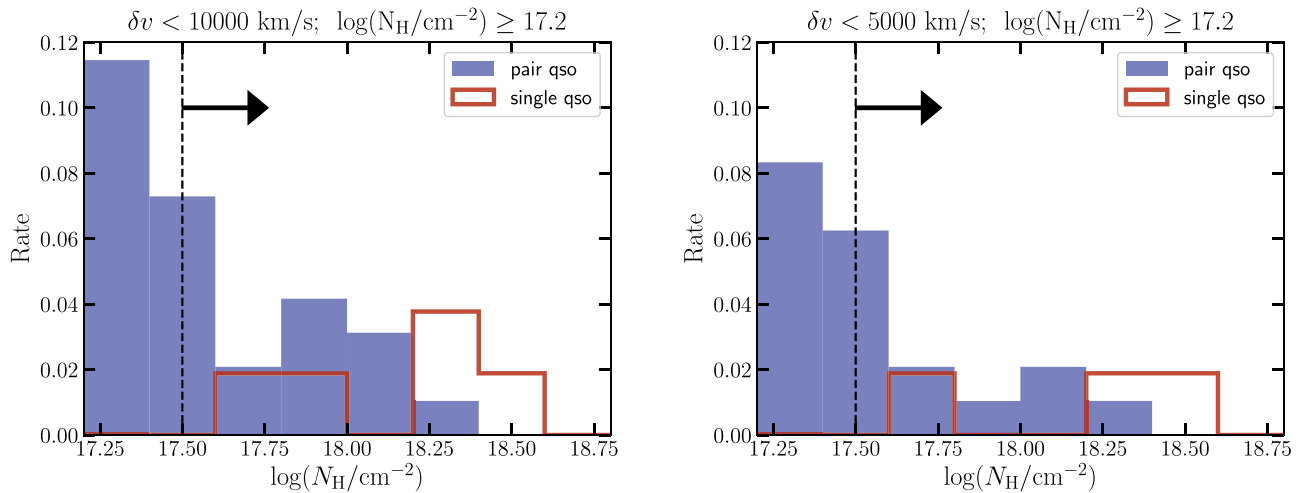 δv < 10000 km/s; log(N_H/cm⁻²) ≥ 17.2
0.12
0.10
0.08
0.06
0.04
0.02
0.00
Rate
pair qso
single qso
17.25 17.50 17.75 18.00 18.25 18.50 18.75
log(N_H/cm⁻²)
δv < 5000 km/s; log(N_H/cm⁻²) ≥ 17.2
0.12
0.10
0.08
0.06
0.04
0.02
0.00
Rate
pair qso
single qso
17.25 17.50 17.75 18.00 18.25 18.50 18.75
log(N_H/cm⁻²)